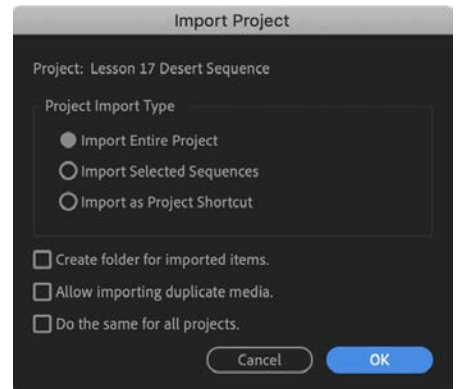 Import Project
Project: Lesson 17 Desert Sequence
Project Import Type
Import Entire Project
Import Selected Sequences
Import as Project Shortcut
Create folder for imported items.
Allow importing duplicate media.
Do the same for all projects.
Cancel OK